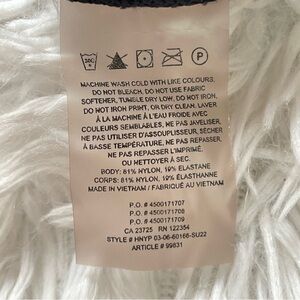 30C
P
MACHINE WASH COLD WITH LIKE COLOURS,
DO NOT BLEACH, DO NOT USE FABRIC
SOFTENER, TUMBLE DRY LOW, DO NOT IRON,
DO NOT IRON PRINT, OR DRY CLEAN. LAVER
À LA MACHINE À L'EAU FROIDE AVEC
COULEURS SEMBLABLES, NE PAS JAVELISER,
NE PAS UTILISER D'ASSOUPLISSEUR, SÉCHER
À BASSE TEMPÉRATURE, NE PAS REPASSER,
NE PAS REPASSER L'IMPRIMÉ,
OU NETTOYER À SEC.
BODY: 81% NYLON, 19% ELASTANE
CORPS: 81% NYLON, 19% ÉLASTHANNE
MADE IN VIETNAM / FABRIQUÉ AU VIETNAM
P.O. # 4500171707
P.O. # 4500171708
P.O. # 4500171709
CA 23725 RN 122354
STYLE # HNYP 03-06-60166-SU22
ARTICLE # 99831